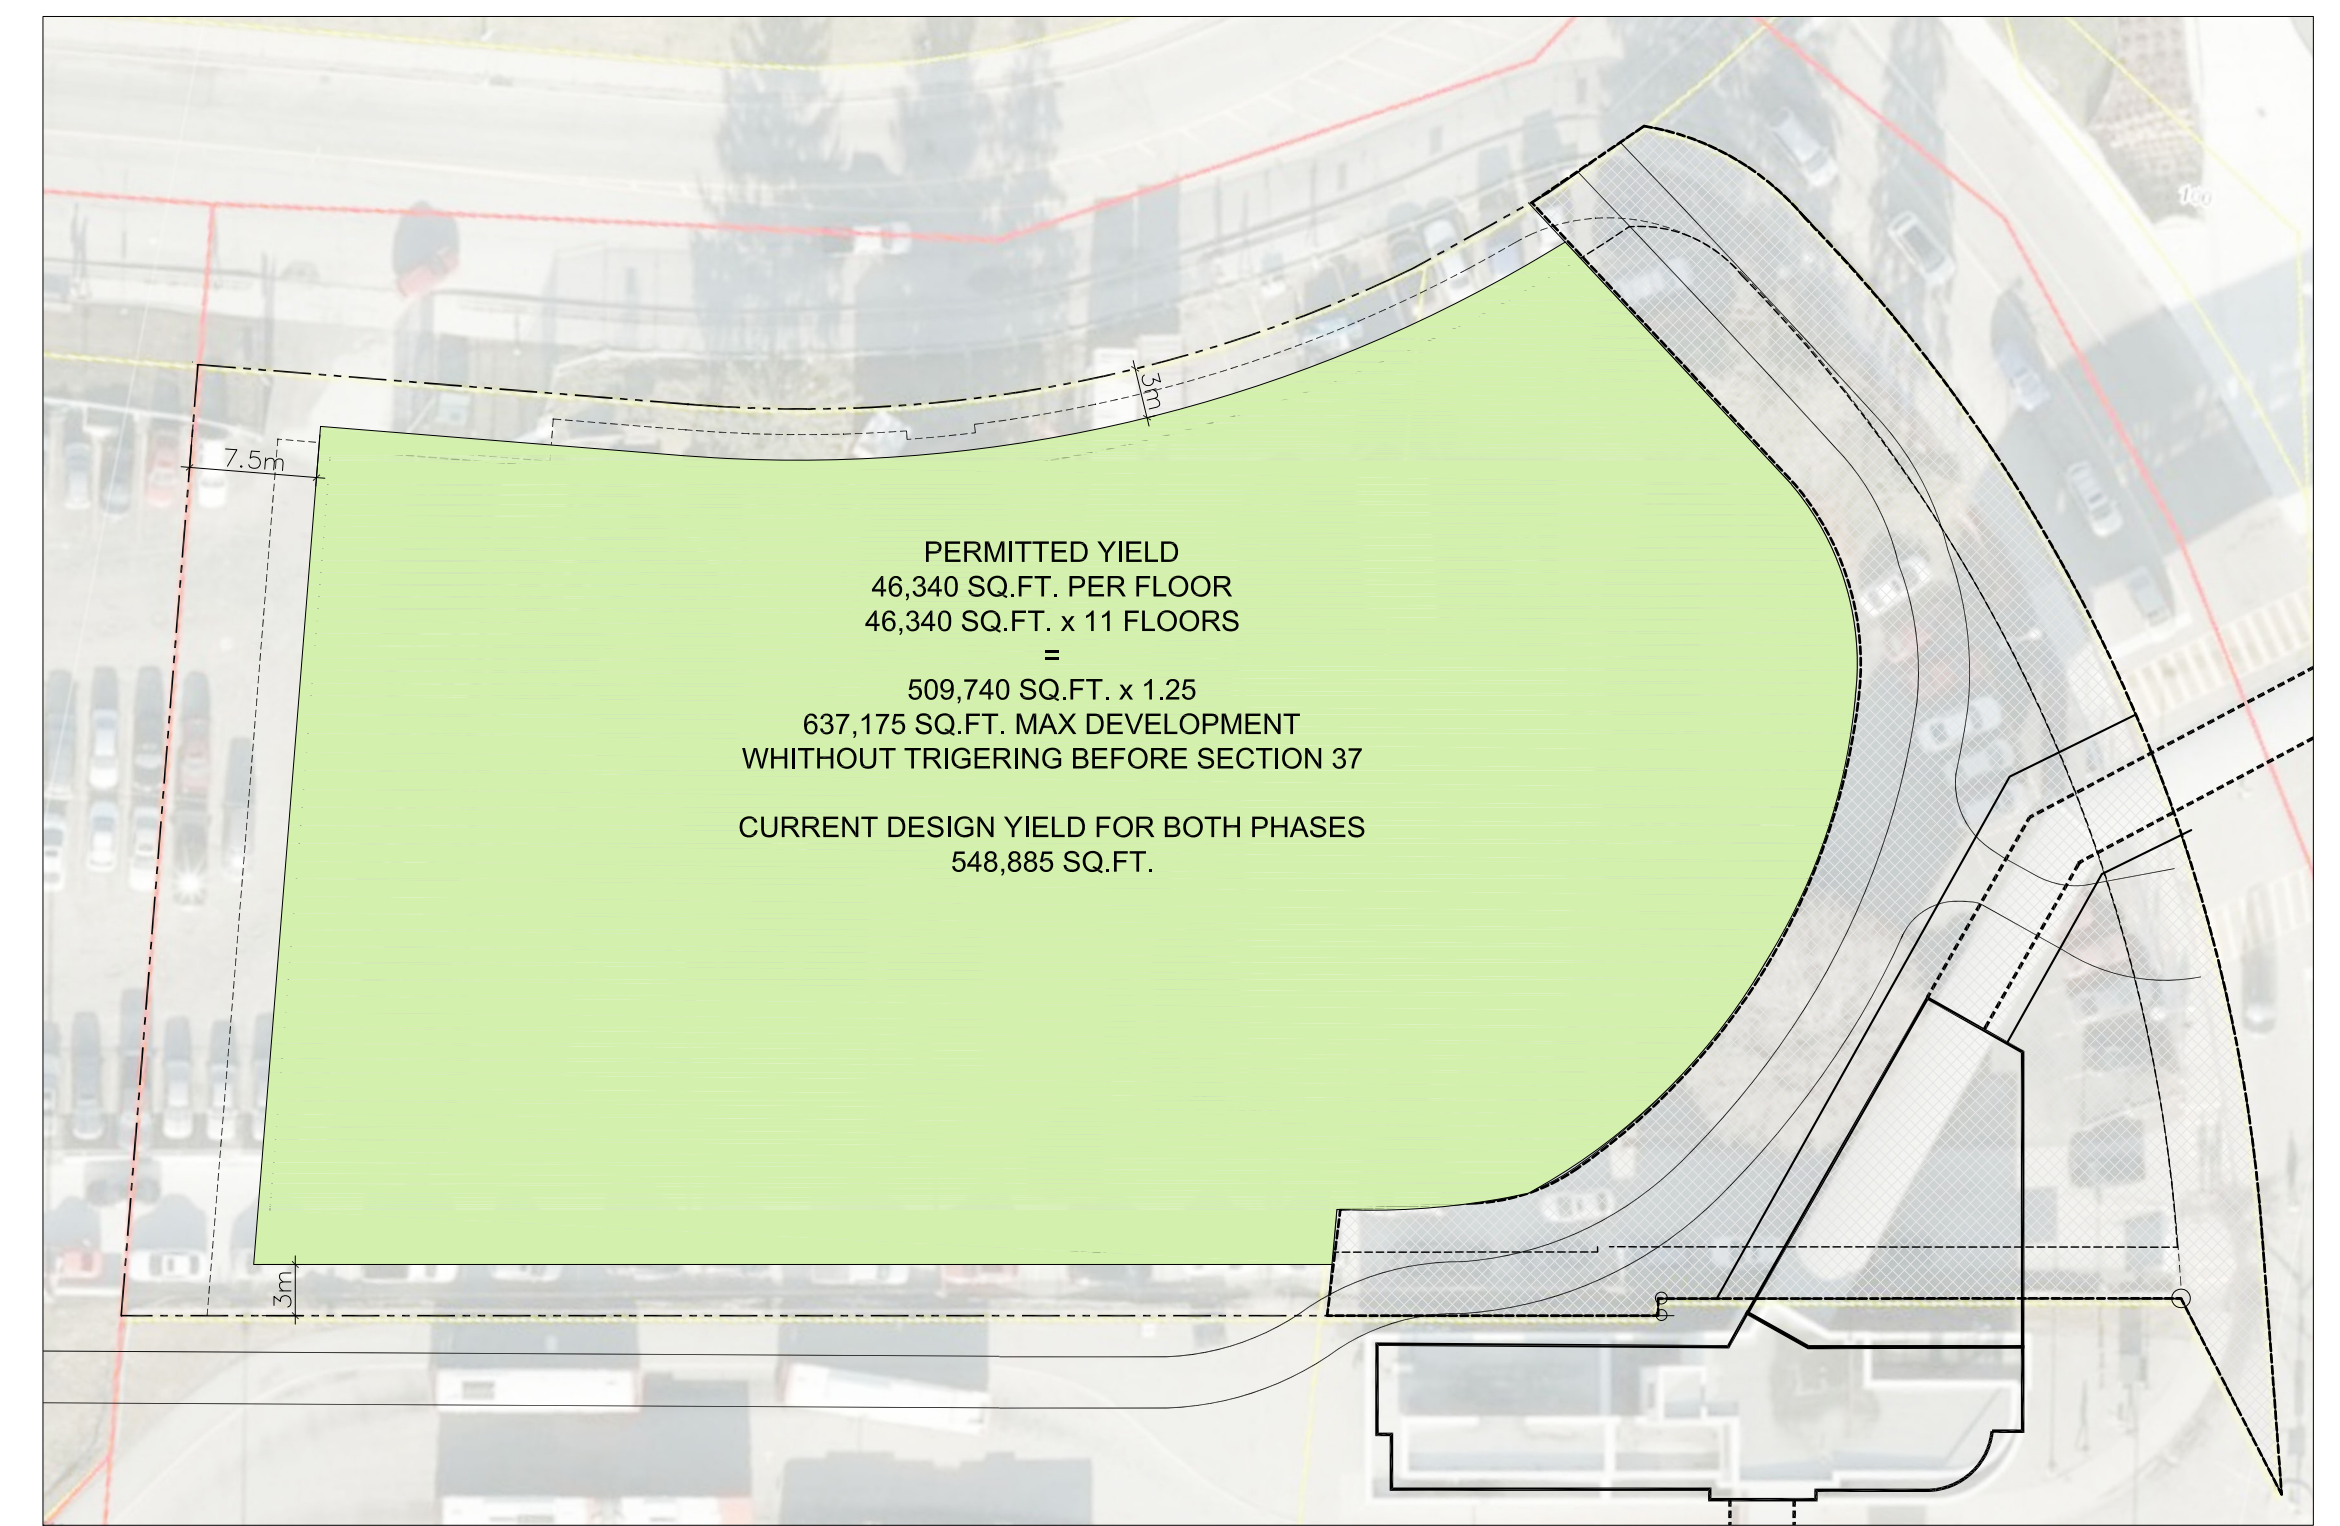 3m
7.5m
PERMITTED YIELD
46,340 SQ.FT. PER FLOOR
46,340 SQ.FT. x 11 FLOORS
=
509,740 SQ.FT. x 1.25
637,175 SQ.FT. MAX DEVELOPMENT
WHITHOUT TRIGERING BEFORE SECTION 37
CURRENT DESIGN YIELD FOR BOTH PHASES
548,885 SQ.FT.
3m